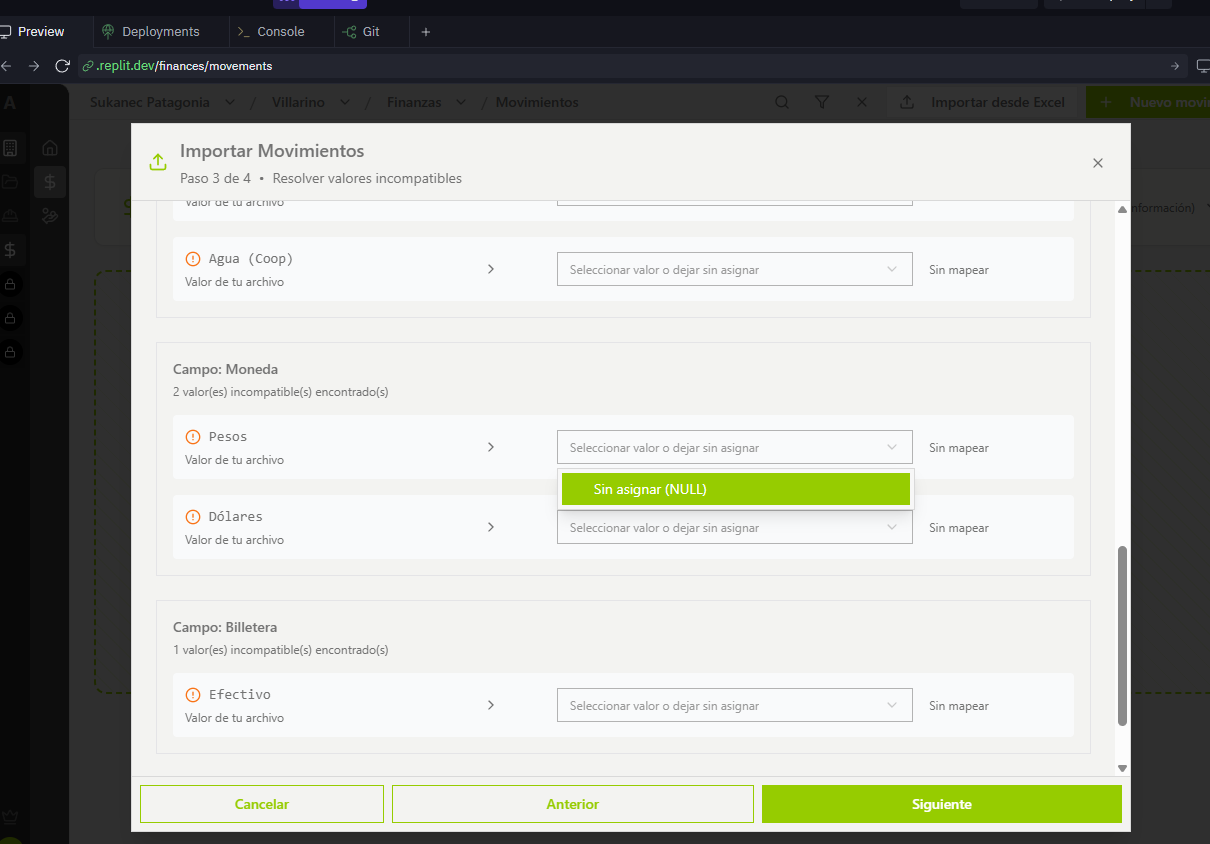 Preview
Deployments
Console
Git
.replit.dev/finances/movements
Sukanec Patagonia / Villarino / Finanzas / Movimientos
Importar desde Excel
Nuevo movi
A
Importar Movimientos
Paso 3 de 4 • Resolver valores incompatibles
nformación)
Valor de tu archivo
Agua (Coop)
Valor de tu archivo
Seleccionar valor o dejar sin asignar
Sin mapear
Campo: Moneda
2 valor(es) incompatible(s) encontrado(s)
Pesos
Valor de tu archivo
Seleccionar valor o dejar sin asignar
Sin mapear
Sin asignar (NULL)
Dólares
Valor de tu archivo
Seleccionar valor o dejar sin asignar
Sin mapear
Campo: Billetera
1 valor(es) incompatible(s) encontrado(s)
Efectivo
Valor de tu archivo
Seleccionar valor o dejar sin asignar
Sin mapear
Cancelar
Anterior
Siguiente